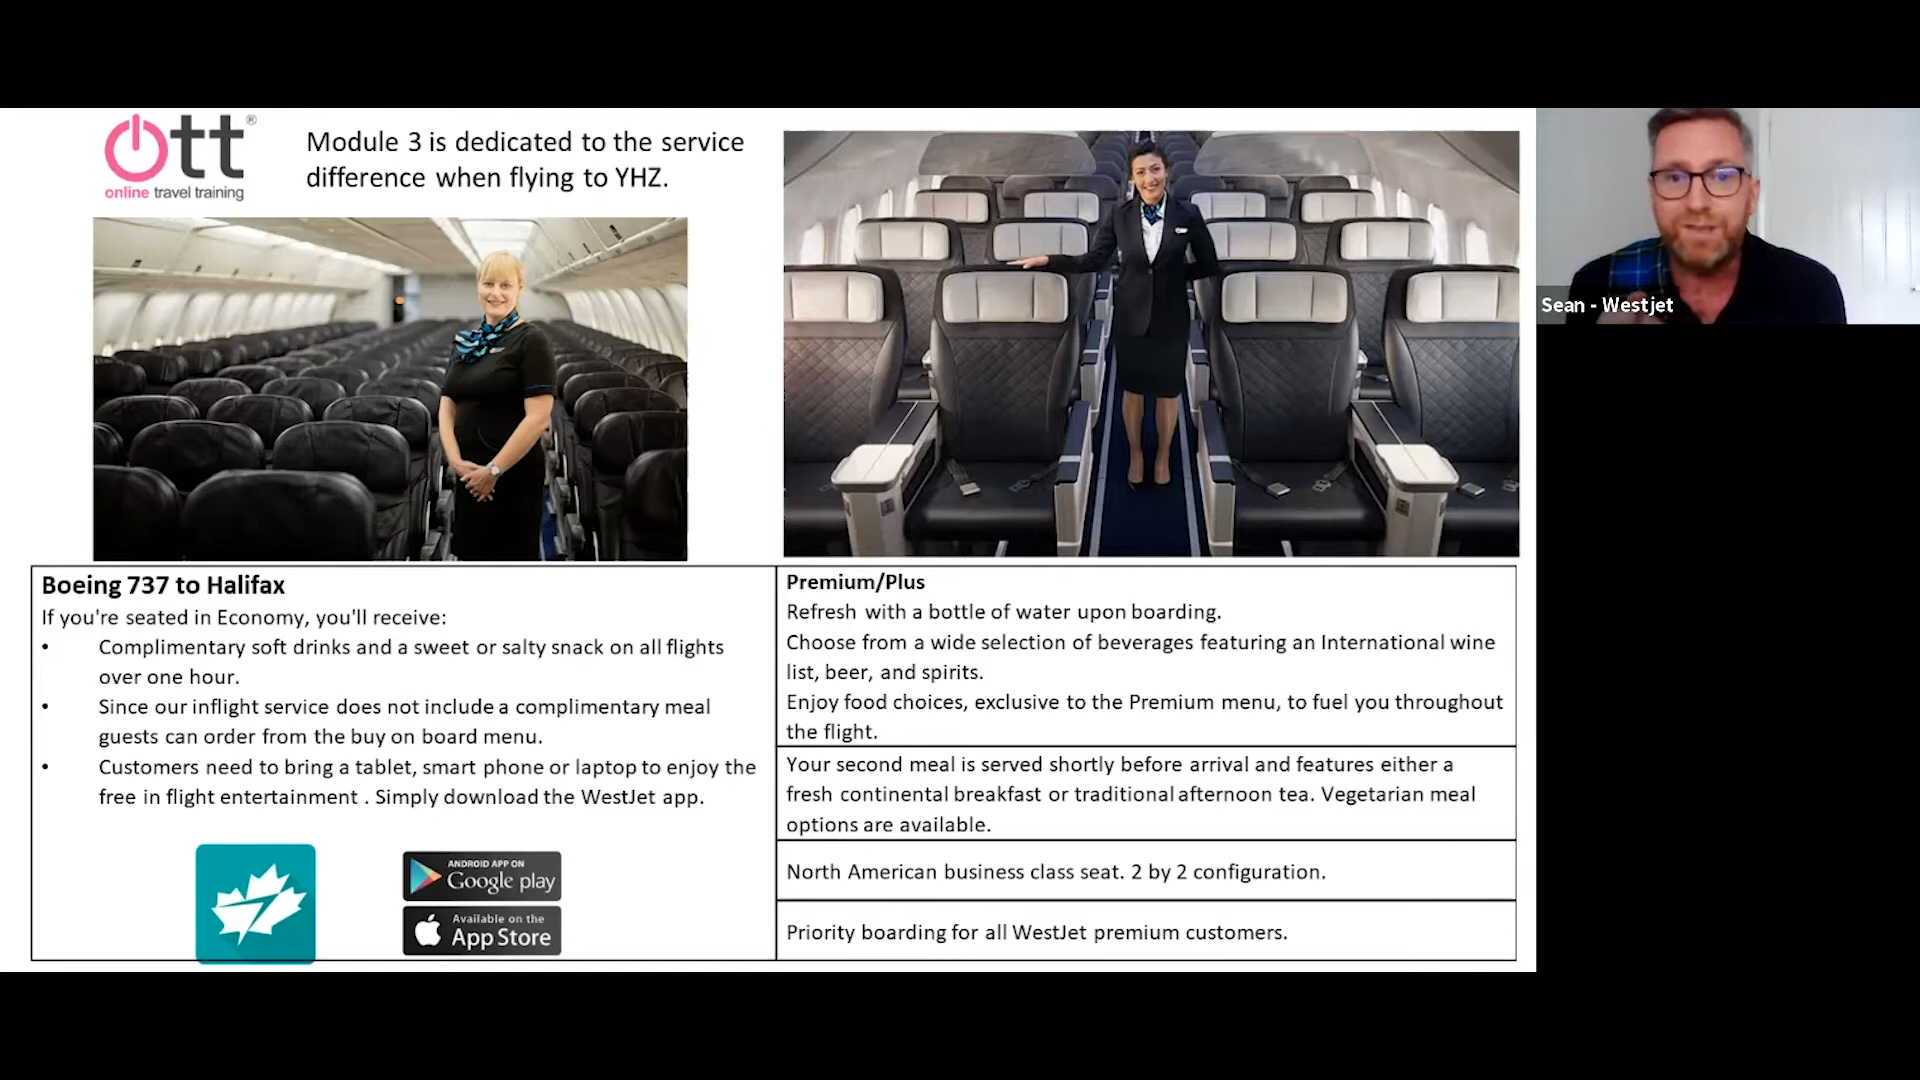 ott®
online travel training
Module 3 is dedicated to the service
difference when flying to YHZ.
Sean - Westjet
Boeing 737 to Halifax
If you're seated in Economy, you'll receive:
• Complimentary soft drinks and a sweet or salty snack on all flights
over one hour.
• Since our inflight service does not include a complimentary meal
guests can order from the buy on board menu.
• Customers need to bring a tablet, smart phone or laptop to enjoy the
free in flight entertainment . Simply download the WestJet app.
ANDROID APP ON
Google play
Available on the
App Store
Premium/Plus
Refresh with a bottle of water upon boarding.
Choose from a wide selection of beverages featuring an International wine
list, beer, and spirits.
Enjoy food choices, exclusive to the Premium menu, to fuel you throughout
the flight.
Your second meal is served shortly before arrival and features either a
fresh continental breakfast or traditional afternoon tea. Vegetarian meal
options are available.
North American business class seat. 2 by 2 configuration.
Priority boarding for all WestJet premium customers.